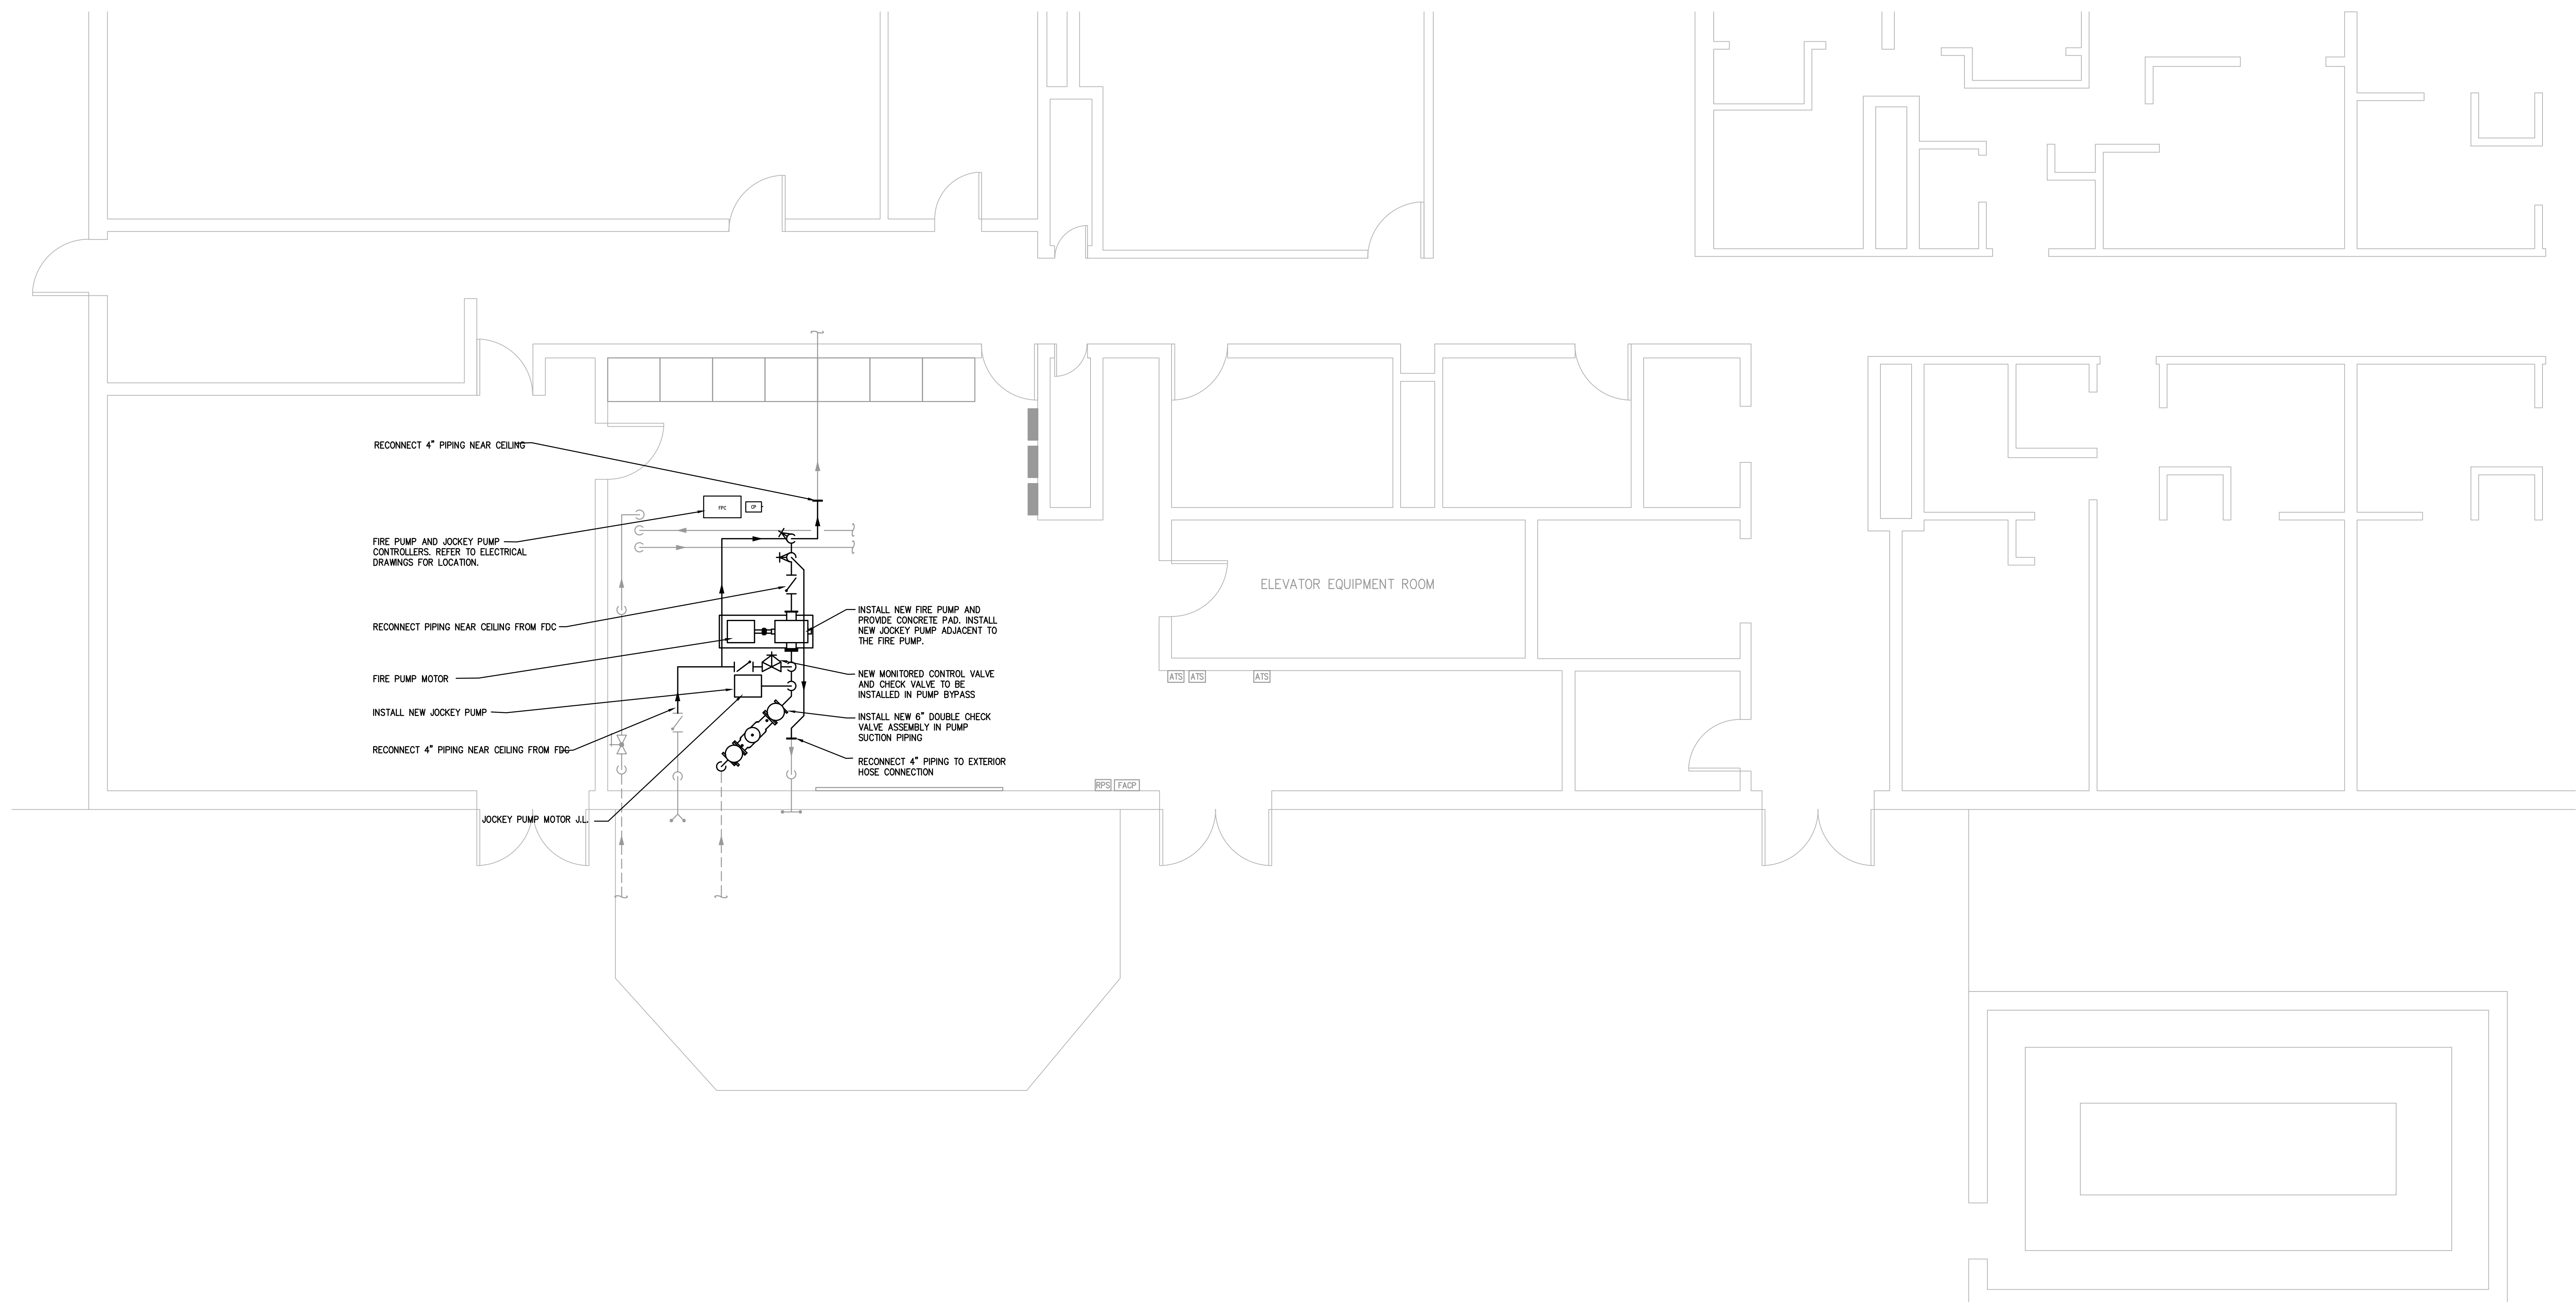 RECONNECT 4" PIPING NEAR CEILING
FPC
FIRE PUMP AND JOCKEY PUMP
CONTROLLERS. REFER TO ELECTRICAL
DRAWINGS FOR LOCATION.
ELEVATOR EQUIPMENT ROOM
RECONNECT PIPING NEAR CEILING FROM FDC
INSTALL NEW FIRE PUMP AND
PROVIDE CONCRETE PAD. INSTALL
NEW JOCKEY PUMP ADJACENT TO
THE FIRE PUMP.
FIRE PUMP MOTOR
NEW MONITORED CONTROL VALVE
AND CHECK VALVE TO BE
INSTALLED IN PUMP BYPASS
ATS
ATS
ATS
INSTALL NEW JOCKEY PUMP
INSTALL NEW 6" DOUBLE CHECK
VALVE ASSEMBLY IN PUMP
SUCTION PIPING
RECONNECT 4" PIPING NEAR CEILING FROM FDC
RECONNECT 4" PIPING TO EXTERIOR
HOSE CONNECTION
RPS
FACP
JOCKEY PUMP MOTOR J.L.